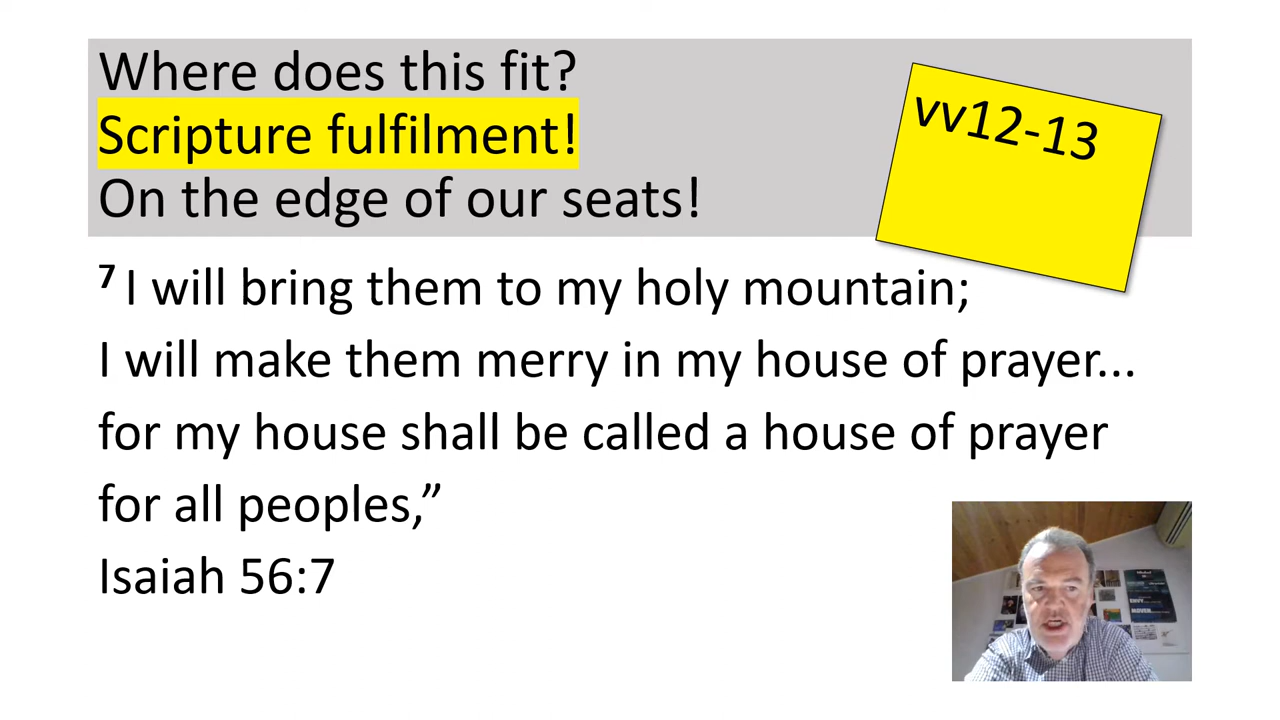 Where does this fit?
Scripture fulfilment!
On the edge of our seats!
vv12-13
7 I will bring them to my holy mountain;
I will make them merry in my house of prayer...
for my house shall be called a house of prayer
for all peoples,”
Isaiah 56:7